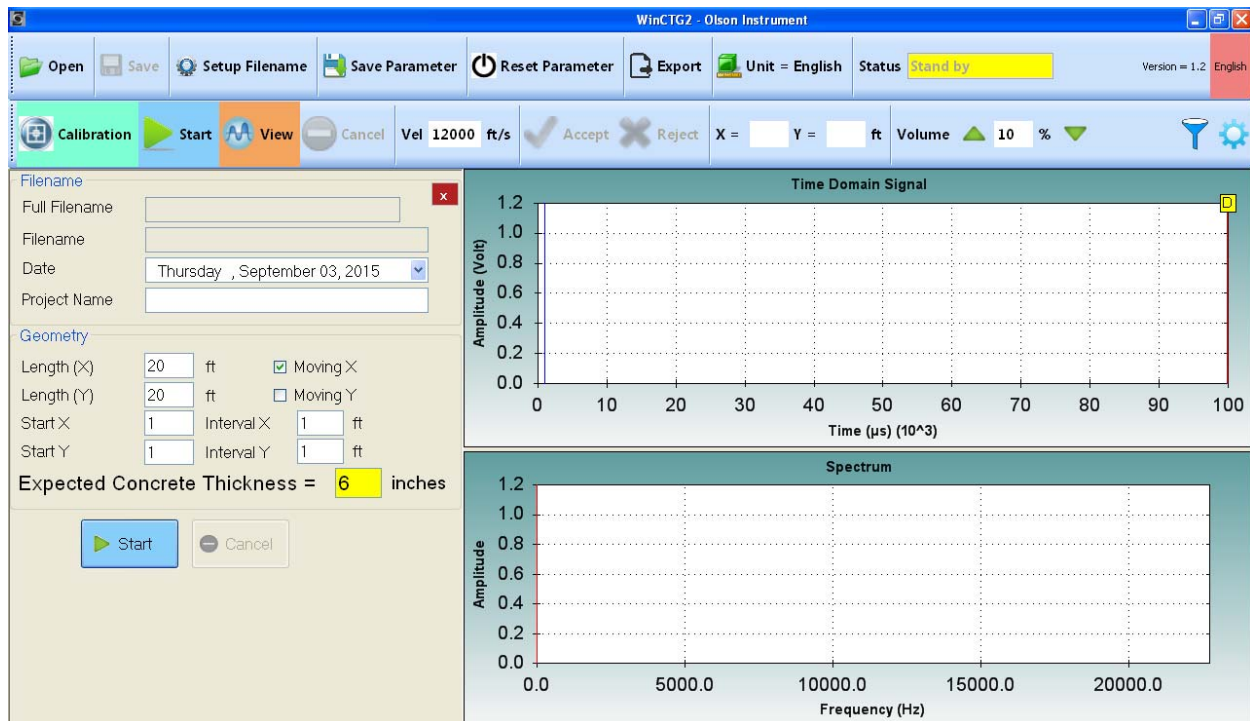 WinCTG2 - Olson Instrument
Open Save Setup Filename Save Parameter Reset Parameter Export Unit = English Status Stand by Version = 1.2 English
Calibration Start View Cancel Vel 12000 ft/s Accept Reject X = Y = ft Volume 10 %
Filename
x
Full Filename
Filename
Date Thursday , September 03, 2015
Project Name
Geometry
Length (X) 20 ft Moving X
Length (Y) 20 ft Moving Y
Start X 1 Interval X 1 ft
Start Y 1 Interval Y 1 ft
Expected Concrete Thickness = 6 inches
Start Cancel
Time Domain Signal
D
Amplitude (Volt)
1.2
1.0
0.8
0.6
0.4
0.2
0.0
0 10 20 30 40 50 60 70 80 90 100
Time (µs) (10^3)
Spectrum
Amplitude
1.2
1.0
0.8
0.6
0.4
0.2
0.0
0.0 5000.0 10000.0 15000.0 20000.0
Frequency (Hz)